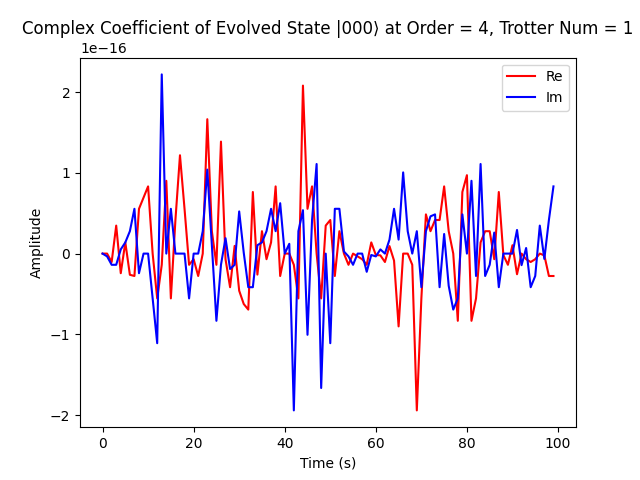 Complex Coefficient of Evolved State |000⟩ at Order = 4, Trotter Num = 1
1e−16
Re
Im
2
1
0
−1
−2
Amplitude
0 20 40 60 80 100
Time (s)